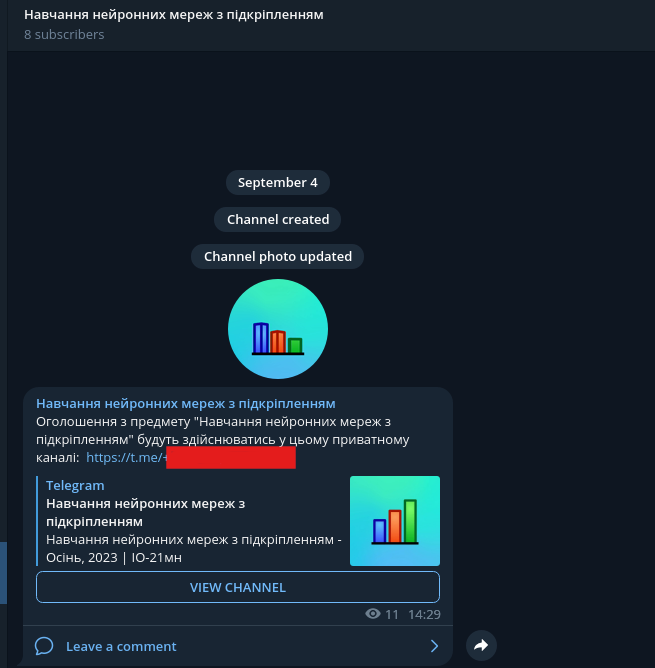 Навчання нейронних мереж з підкріпленням
8 subscribers
September 4
Channel created
Channel photo updated
Навчання нейронних мереж з підкріпленням
Оголошення з предмету "Навчання нейронних мереж з
підкріпленням" будуть здійснюватись у цьому приватному
каналі: https://t.me/+
Telegram
Навчання нейронних мереж з
підкріпленням
Навчання нейронних мереж з підкріпленням -
Осінь, 2023 | ІО-21мн
VIEW CHANNEL
11 14:29
Leave a comment